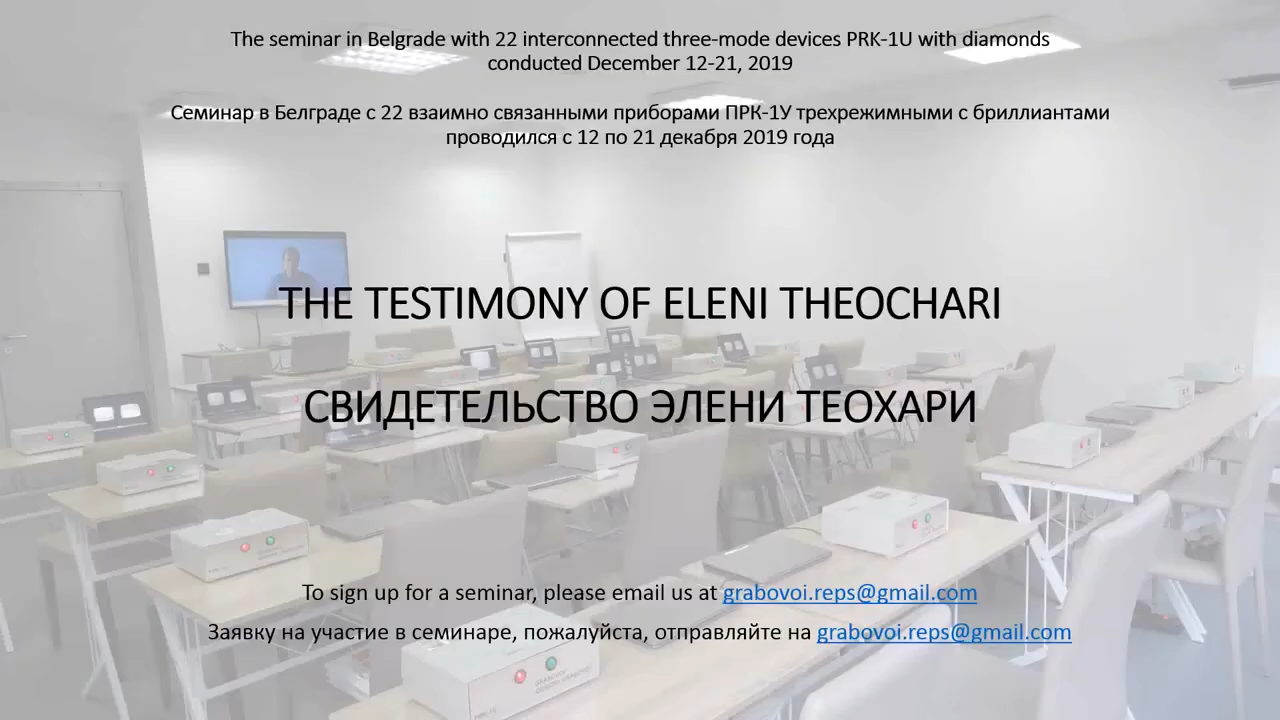 The seminar in Belgrade with 22 interconnected three-mode devices PRK-1U with diamonds
conducted December 12-21, 2019
Семинар в Белграде с 22 взаимно связанными приборами ПРК-1У трехрежимными с бриллиантами
проводился с 12 по 21 декабря 2019 года
THE TESTIMONY OF ELENI THEOCHARI
СВИДЕТЕЛЬСТВО ЭЛЕНИ ТЕОХАРИ
To sign up for a seminar, please email us at grabovoi.reps@gmail.com
Заявку на участие в семинаре, пожалуйста, отправляйте на grabovoi.reps@gmail.com